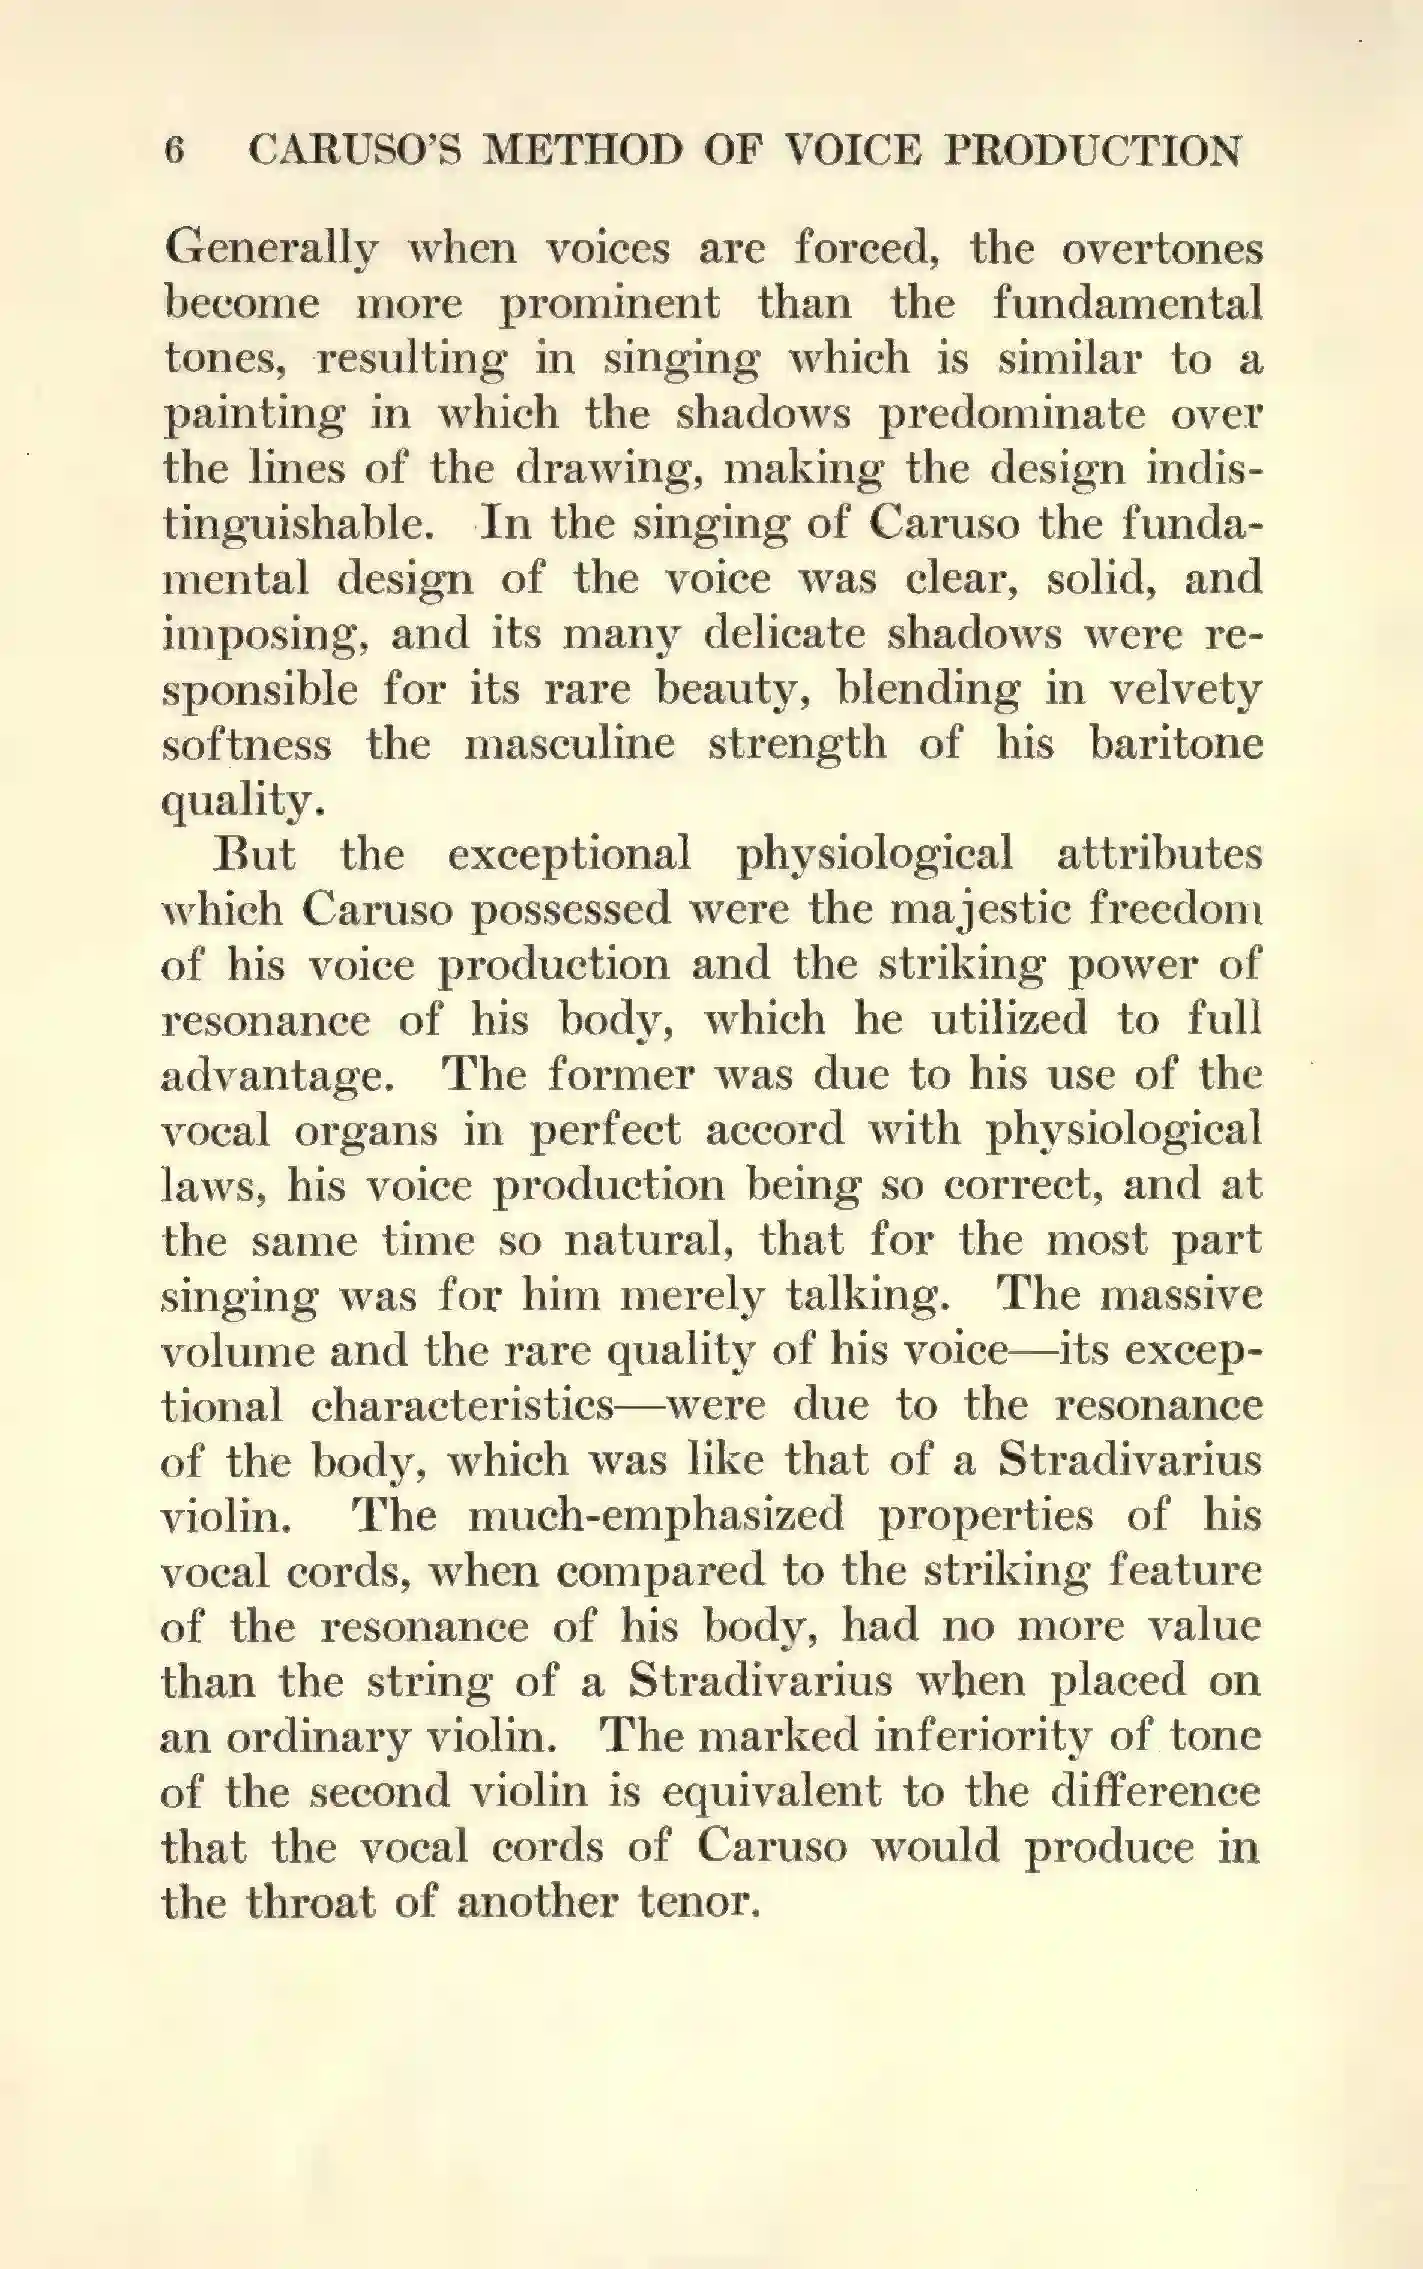 6 CARUSO'S METHOD OF VOICE PRODUCTION
Generally when voices are forced, the overtones
become more prominent than the fundamental
tones, resulting in singing which is similar to a
painting in which the shadows predominate over
the lines of the drawing, making the design indis-
tinguishable. In the singing of Caruso the funda-
mental design of the voice was clear, solid, and
imposing, and its many delicate shadows were re-
sponsible for its rare beauty, blending in velvety
softness the masculine strength of his baritone
quality.
But the exceptional physiological attributes
which Caruso possessed were the majestic freedom
of his voice production and the striking power of
resonance of his body, which he utilized to full
advantage. The former was due to his use of the
vocal organs in perfect accord with physiological
laws, his voice production being so correct, and at
the same time so natural, that for the most part
singing was for him merely talking. The massive
volume and the rare quality of his voice—its excep-
tional characteristics—were due to the resonance
of the body, which was like that of a Stradivarius
violin. The much-emphasized properties of his
vocal cords, when compared to the striking feature
of the resonance of his body, had no more value
than the string of a Stradivarius when placed on
an ordinary violin. The marked inferiority of tone
of the second violin is equivalent to the difference
that the vocal cords of Caruso would produce in
the throat of another tenor.